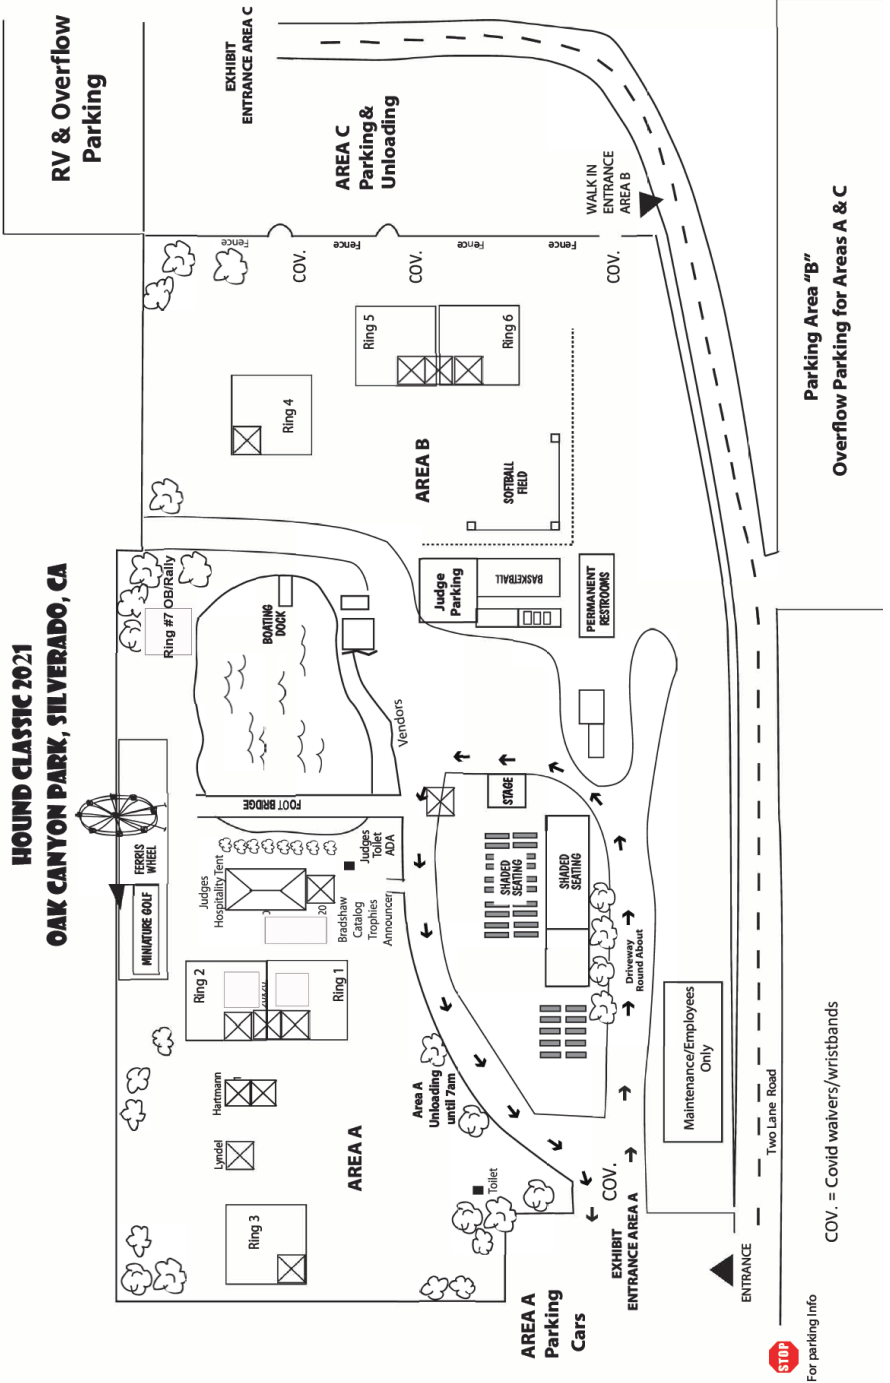 HOUND CLASSIC 2021
OAK CANYON PARK, SILVERADO, CA
RV & Overflow
Parking
EXHIBIT
ENTRANCE AREA C
AREA C
Parking&
Unloading
WALK IN
ENTRANCE
AREA B
Fence
Fence
Fence
Fence
COV.
COV.
COV.
Parking Area "B"
Overflow Parking for Areas A & C
Ring 5
Ring 6
Ring 4
AREA B
SOFTBALL
FIELD
Ring #7 OB/Rally
BOATING
DOCK
Judge
Parking
BASKETBALL
PERMANENT
RESTROOMS
Vendors
FOOT BRIDGE
FERRIS
WHEEL
MINIATURE GOLF
Judges
Hospitality Tent
Judges
Toilet
ADA
20
Bradshaw
Catalog
Trophies
Announcer
STAGE
SHADED
SEATING
SHADED
SEATING
Driveway
Round About
Ring 2
Ring 1
Hartmann
Lyndel
Area A
Unloading
until 7am
AREA A
Ring 3
Toilet
Maintenance/Employees
Only
Two Lane Road
COV.
EXHIBIT
ENTRANCE AREA A
AREA A
Parking
Cars
ENTRANCE
COV. = Covid waivers/wristbands
STOP
For parking Info